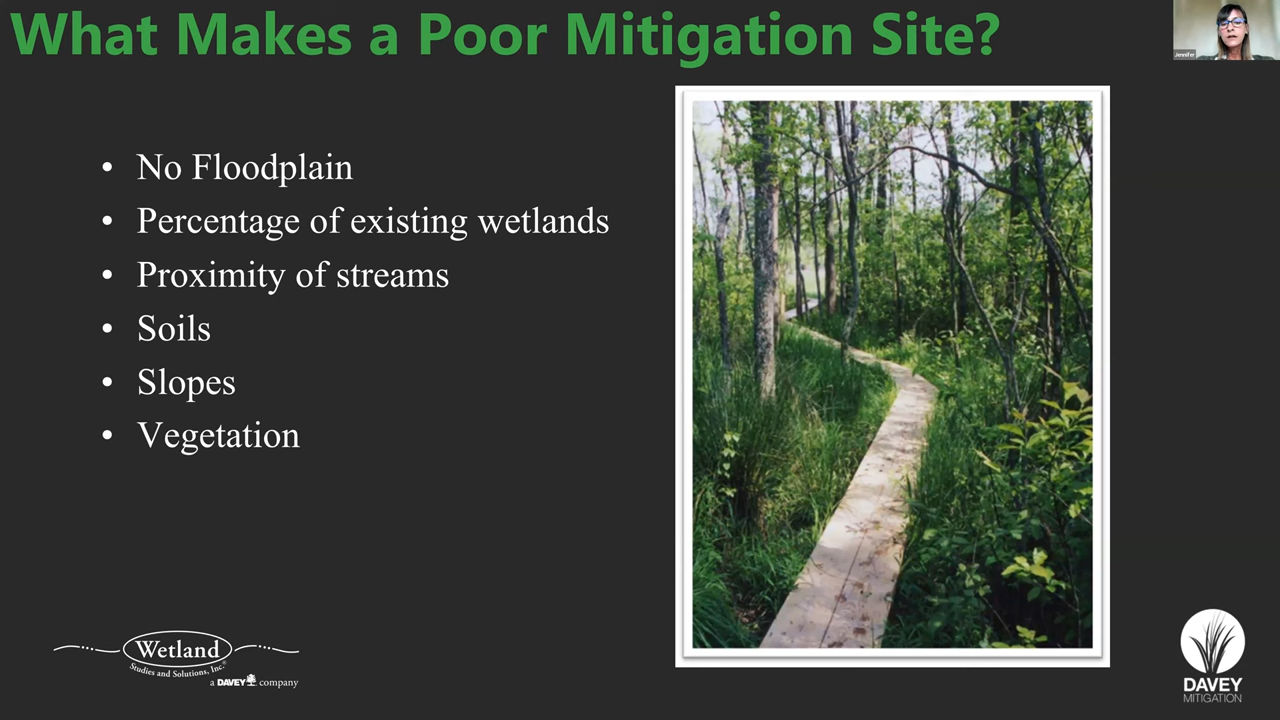 What Makes a Poor Mitigation Site?
Jennifer
• No Floodplain
• Percentage of existing wetlands
• Proximity of streams
• Soils
• Slopes
• Vegetation
Wetland
Studies and Solutions, Inc.®
a DAVEY company
DAVEY
MITIGATION